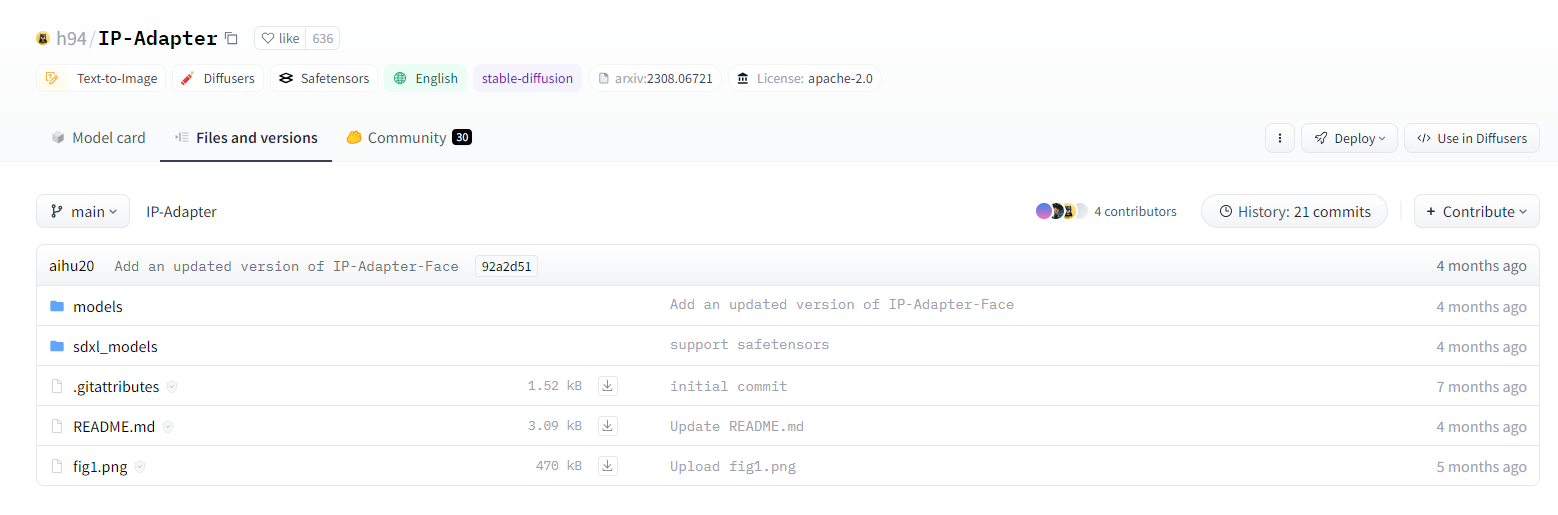 h94/IP-Adapter like 636
Text-to-Image Diffusers Safetensors English stable-diffusion arxiv:2308.06721 License: apache-2.0
Model card Files and versions Community 30 Deploy Use in Diffusers
main IP-Adapter 4 contributors History: 21 commits + Contribute
aihu20 Add an updated version of IP-Adapter-Face 92a2d51 4 months ago
models Add an updated version of IP-Adapter-Face 4 months ago
sdxl_models support safetensors 4 months ago
.gitattributes 1.52 kB initial commit 7 months ago
README.md 3.09 kB Update README.md 4 months ago
fig1.png 470 kB Upload fig1.png 5 months ago